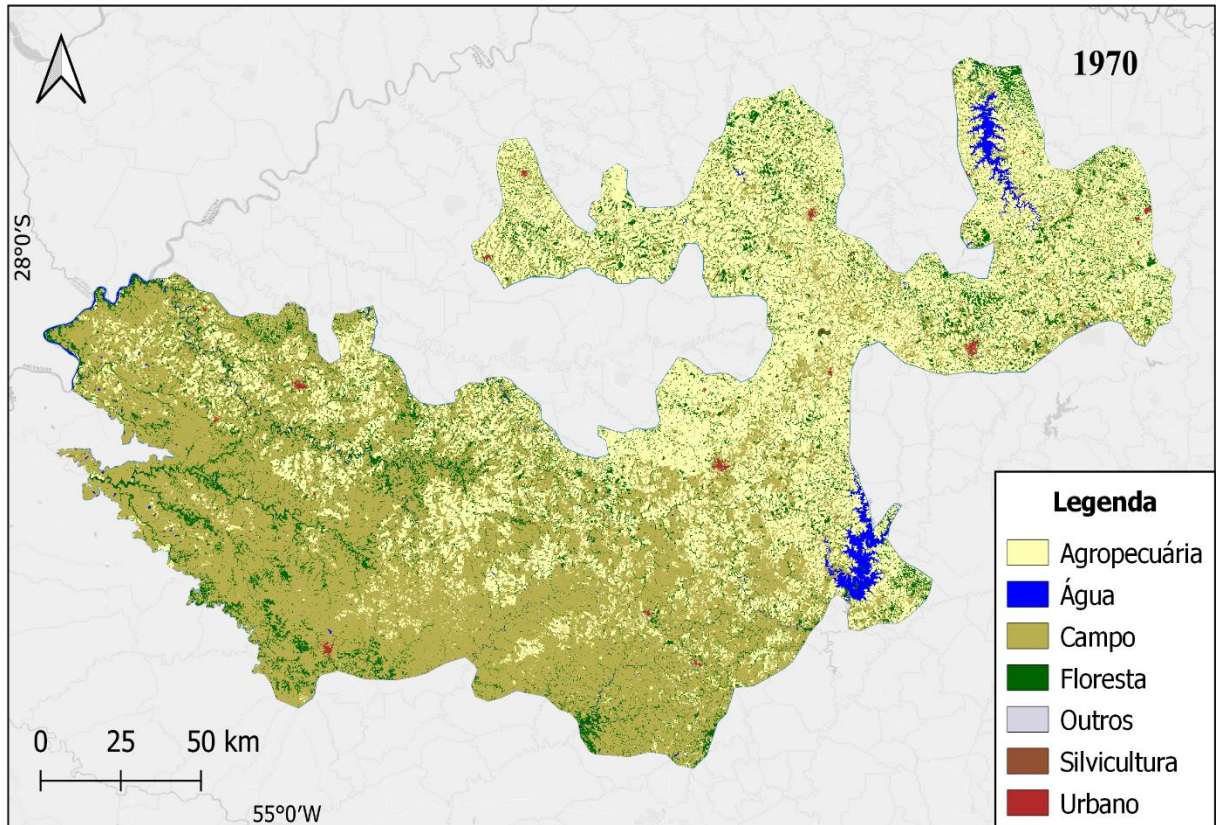 1970
28°0'S
Legenda
Agropecuária
Água
Campo
Floresta
Outros
Silvicultura
Urbano
0 25 50 km
55°0'W